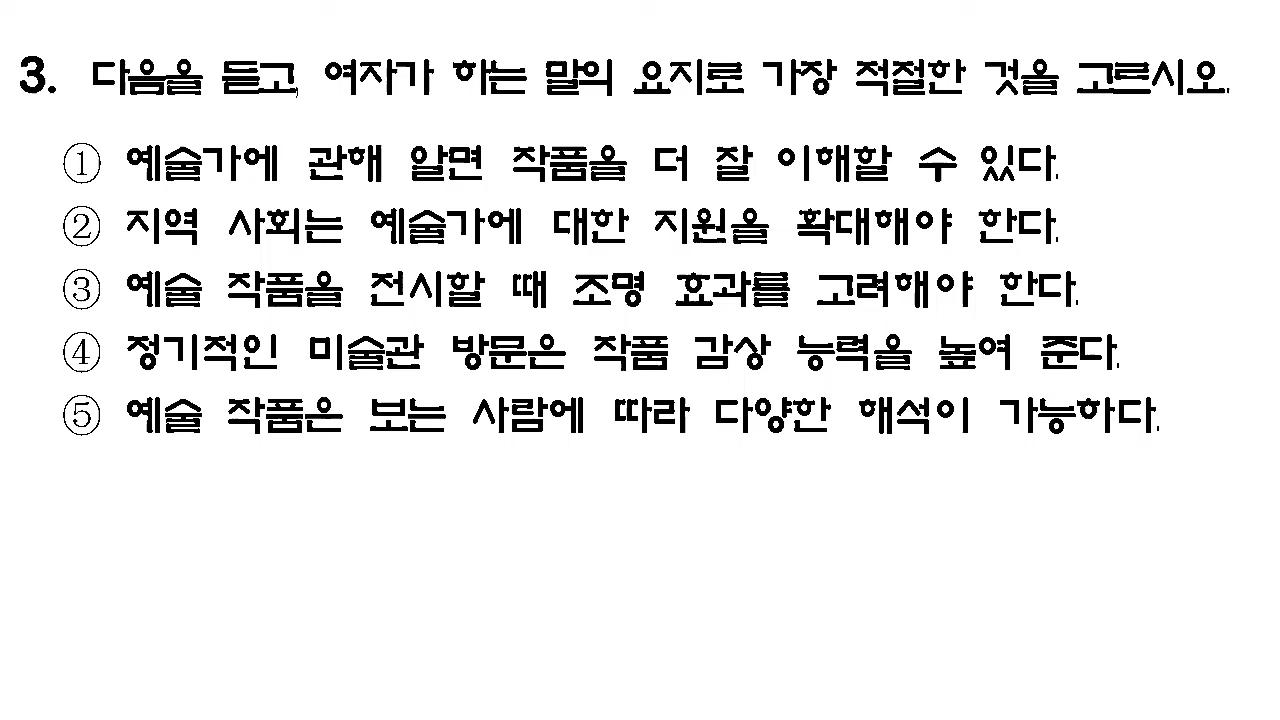 3. 다음을 듣고, 여자가 하는 말의 요지로 가장 적절한 것을 고르시오.
① 예술가에 관해 알면 작품을 더 잘 이해할 수 있다.
② 지역 사회는 예술가에 대한 지원을 확대해야 한다.
③ 예술 작품을 전시할 때 조명 효과를 고려해야 한다.
④ 정기적인 미술관 방문은 작품 감상 능력을 높여 준다.
⑤ 예술 작품은 보는 사람에 따라 다양한 해석이 가능하다.